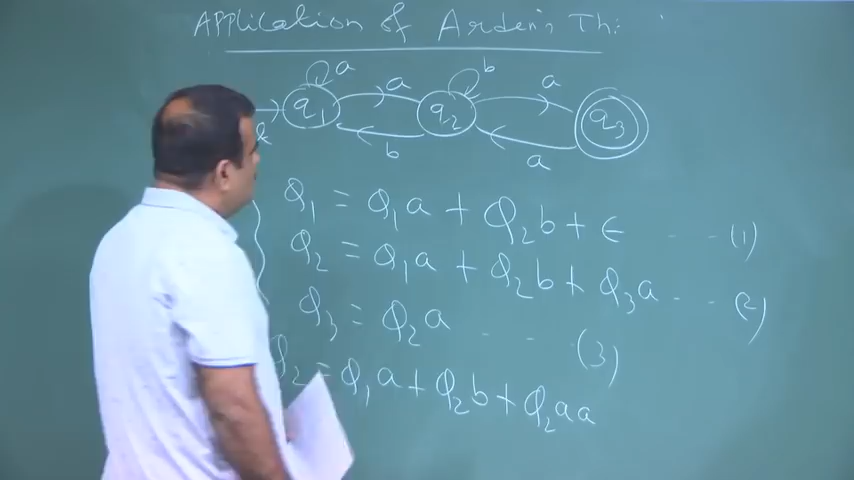 Application of Arden's Th:
a a b a
q1 q2 q3
b a
Q1 = Q1a + Q2b + ε ---- (1)
Q2 = Q1a + Q2b + Q3a --- (2)
Q3 = Q2a - - (3)
Q2 = Q1a + Q2b + Q2aa